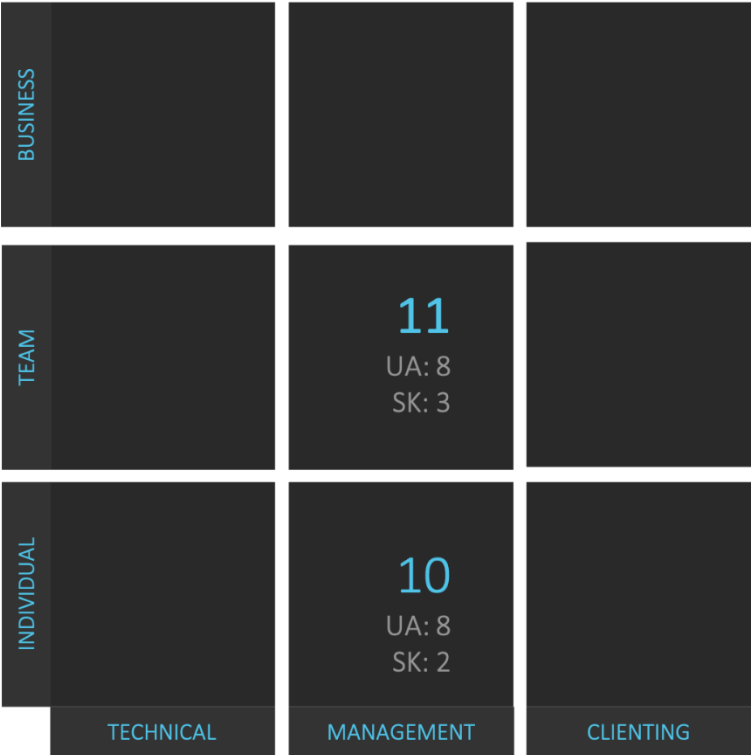 BUSINESS
TEAM
11
UA: 8
SK: 3
INDIVIDUAL
10
UA: 8
SK: 2
TECHNICAL
MANAGEMENT
CLIENTING